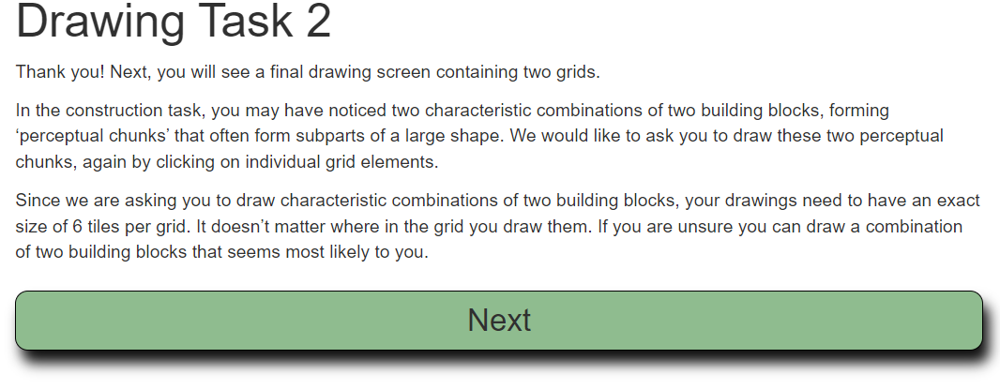 Drawing Task 2
Thank you! Next, you will see a final drawing screen containing two grids.
In the construction task, you may have noticed two characteristic combinations of two building blocks, forming
‘perceptual chunks’ that often form subparts of a large shape. We would like to ask you to draw these two perceptual
chunks, again by clicking on individual grid elements.
Since we are asking you to draw characteristic combinations of two building blocks, your drawings need to have an exact
size of 6 tiles per grid. It doesn’t matter where in the grid you draw them. If you are unsure you can draw a combination
of two building blocks that seems most likely to you.
Next